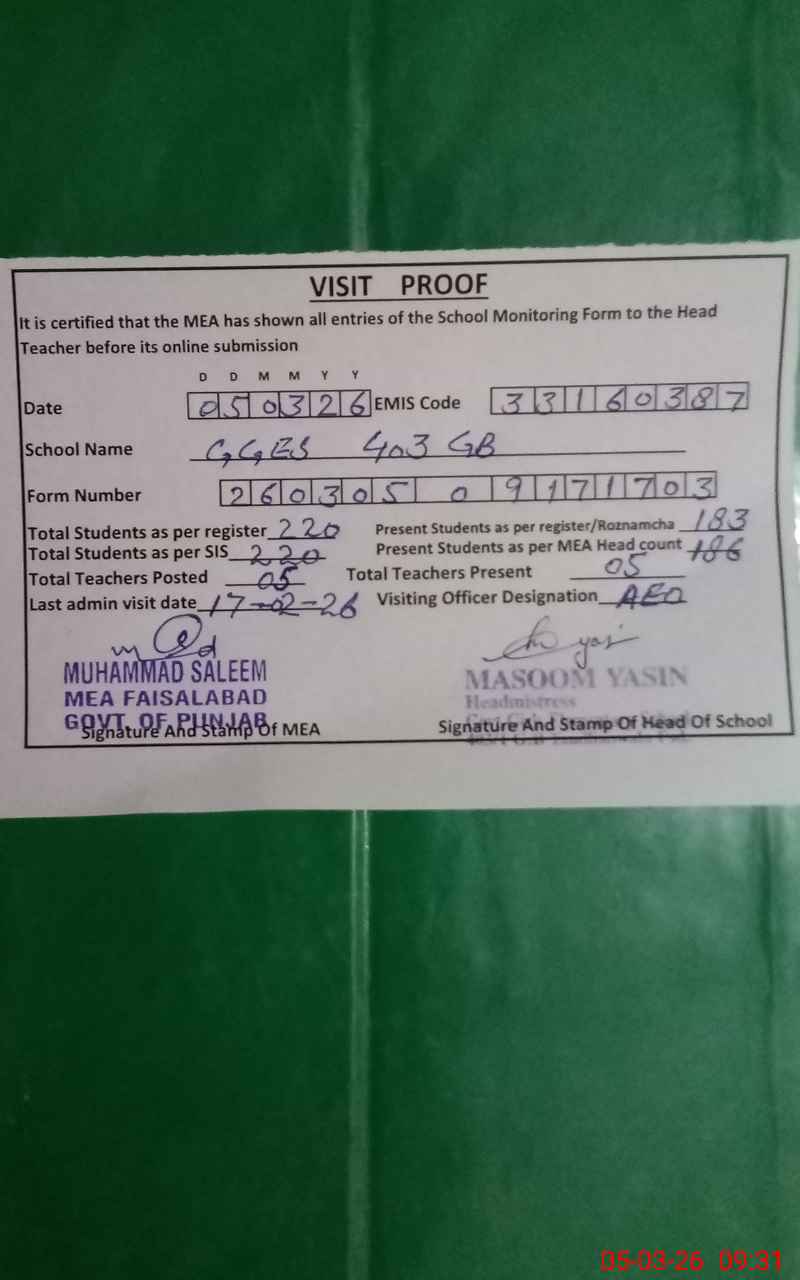 VISIT PROOF
It is certified that the MEA has shown all entries of the School Monitoring Form to the Head
Teacher before its online submission
D D M M Y Y
Date 050326 EMIS Code 33160387
School Name GGES 403 GB
Form Number 260305 0 9171703
Total Students as per register 220 Present Students as per register/Roznamcha 183
Total Students as per SIS 220 Present Students as per MEA Head count 186
Total Teachers Posted 05 Total Teachers Present 05
Last admin visit date 17-02-26 Visiting Officer Designation AEO
MUHAMMAD SALEEM MASOOM YASIN
MEA FAISALABAD Headmistress
GOVT. OF PUNJAB
Signature And Stamp Of MEA Signature And Stamp Of Head Of School
05-03-26 09:31